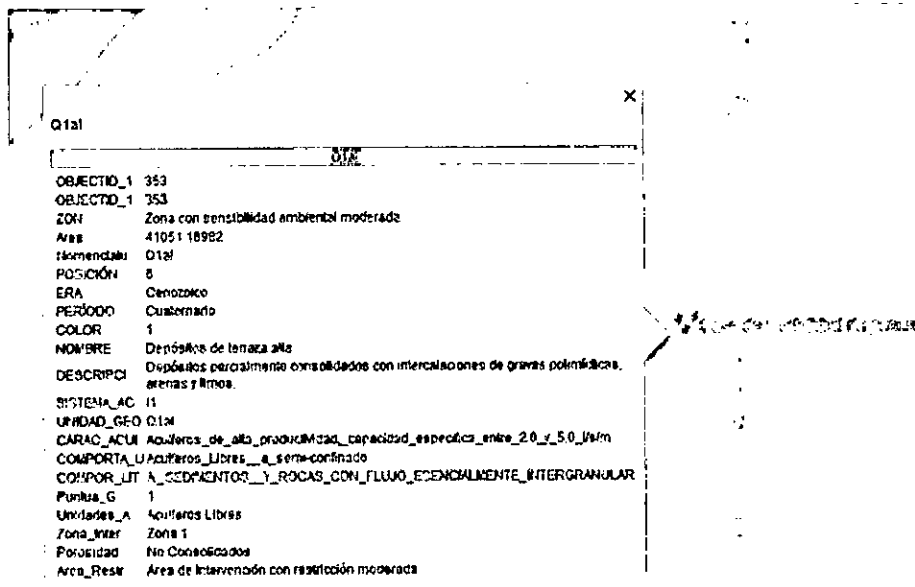 Q1al
Q1al
OBJECTID_1 353
OBJECTID_1 353
ZON Zona con sensibilidad ambiental moderada
Area 41051 18982
Nomenclatu Q1al
POSICIÓN 8
ERA Cenozoico
PERÍODO Cuaternario
COLOR 1
NOMBRE Depósitos de terraza alta
DESCRIPCI Depósitos parcialmente consolidados con intercalaciones de gravas polimícticas,
arenas y limos.
SISTEMA_AC I1
UNIDAD_GEO Q1al
CARAC_ACUI Acuíferos_de_alta_productividad,_capacidad_especifica_entre_2.0_y_5.0_l/s/m
COMPORTA_U Acuíferos_Libres__a_semi-confinado
COMPOR_LIT A_SEDIMENTOS__Y_ROCAS_CON_FLUJO_ESENCIALMENTE_INTERGRANULAR
Puntua_G 1
Unidades_A Acuíferos Libres
Zona_Inter Zona 1
Porosidad No Consolidados
Area_Restr Área de Intervención con restricción moderada